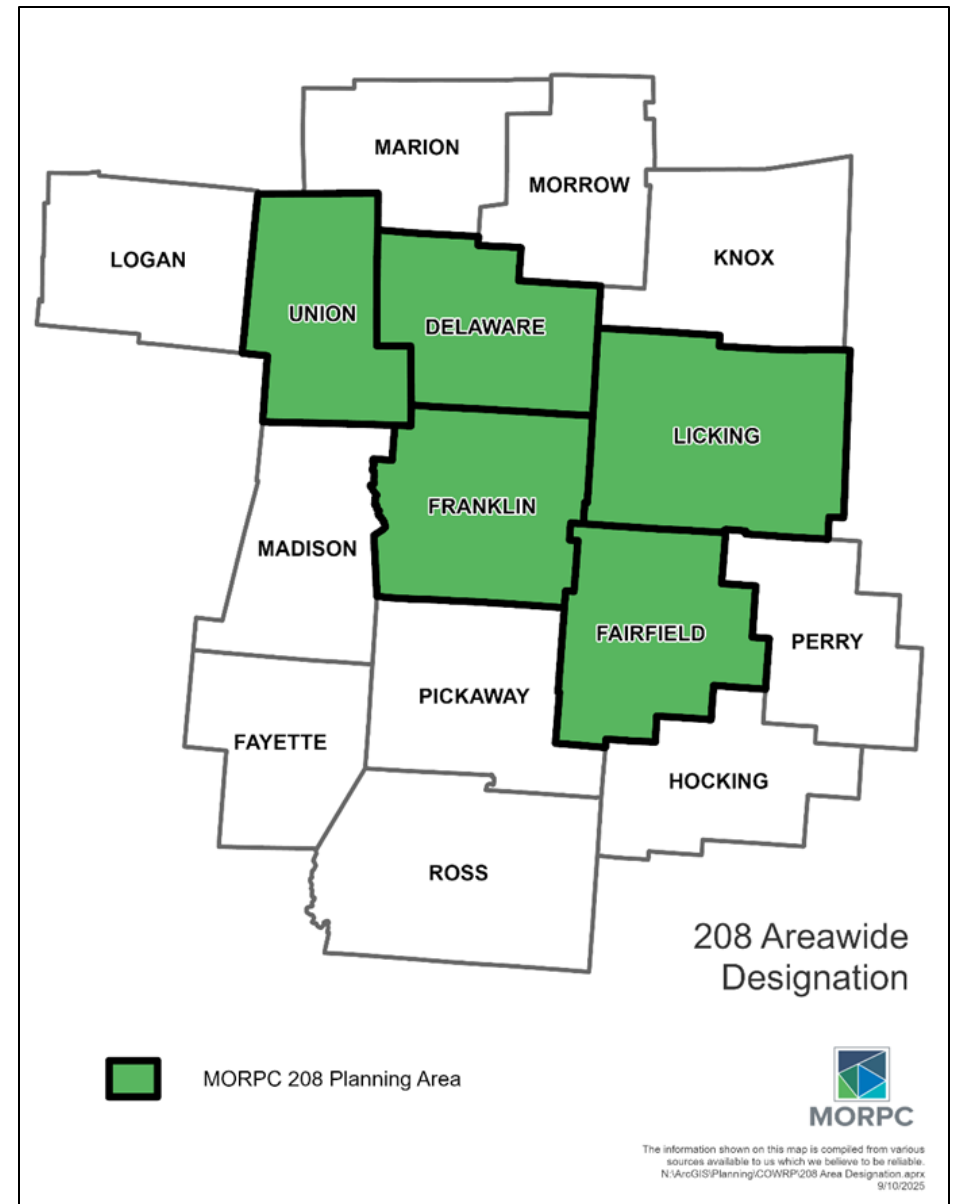 MARION
MORROW
LOGAN
KNOX
UNION
DELAWARE
LICKING
FRANKLIN
MADISON
FAIRFIELD
PERRY
PICKAWAY
FAYETTE
HOCKING
ROSS
208 Areawide
Designation
MORPC 208 Planning Area
MORPC
The information shown on this map is compiled from various
sources available to us which we believe to be reliable.
N:\ArcGIS\Planning\COWRP\208 Area Designation.aprx
9/10/2025